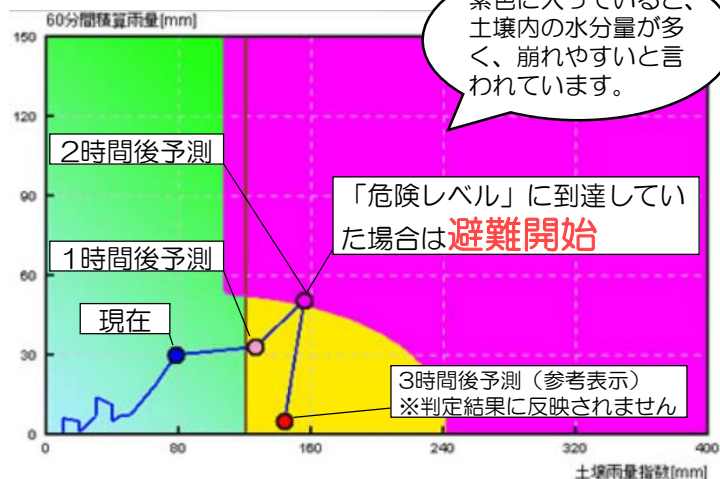 60分間積算雨量[mm]
紫色に入っていると、
土壌内の水分量が多
く、崩れやすいと言
われています。
150
120
90
60
30
0
2時間後予測
「危険レベル」に到達してい
た場合は避難開始
1時間後予測
現在
3時間後予測（参考表示）
※判定結果に反映されません
0
80
160
240
320
400
土壌雨量指数[mm]